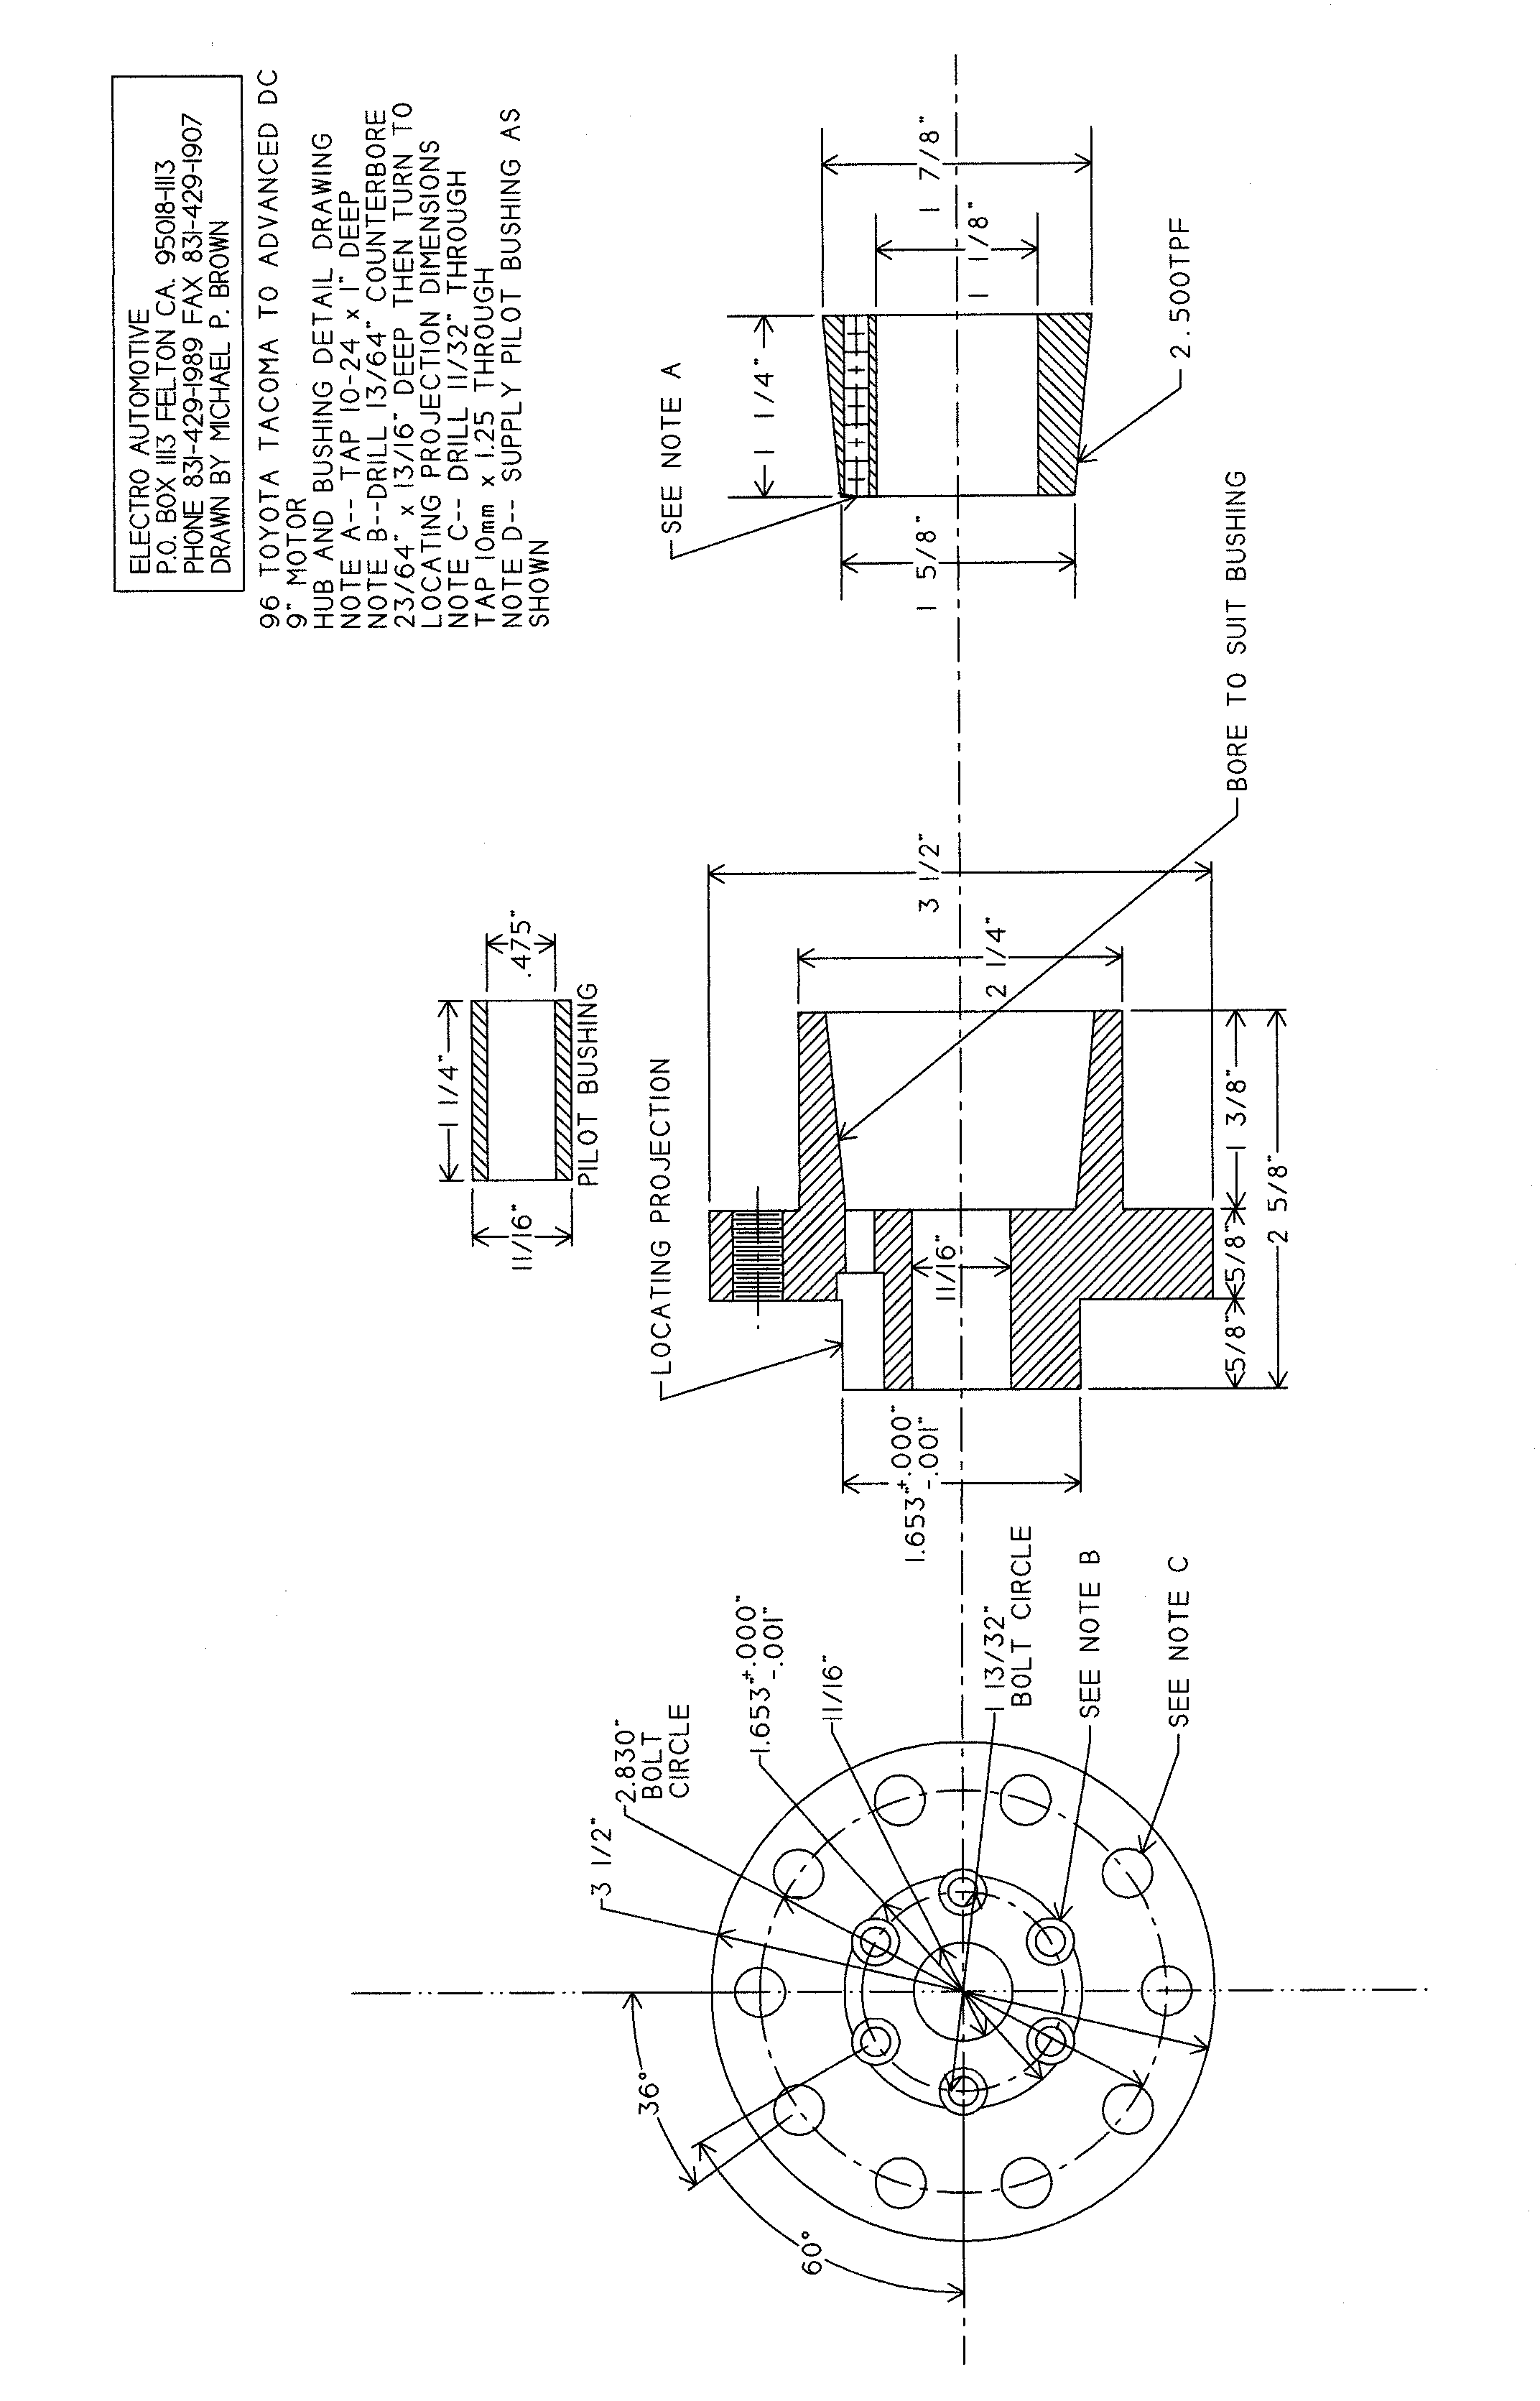 ELECTRO AUTOMOTIVE
P.O. BOX 1113 FELTON CA. 95018-1113
PHONE 831-429-1989 FAX 831-429-1907
DRAWN BY MICHAEL P. BROWN
96 TOYOTA TACOMA TO ADVANCED DC
9" MOTOR
HUB AND BUSHING DETAIL DRAWING
NOTE A-- TAP 10-24 x 1" DEEP
NOTE B--DRILL 13/64" COUNTERBORE
23/64" x 13/16" DEEP THEN TURN TO
LOCATING PROJECTION DIMENSIONS
NOTE C-- DRILL 11/32" THROUGH
TAP 10mm x 1.25 THROUGH
NOTE D-- SUPPLY PILOT BUSHING AS
SHOWN
1 1/4"
.475"
11/16"
PILOT BUSHING
36°
60°
3 1/2"
2.830"
BOLT
CIRCLE
1.653"+.000"
-.001"
11/16"
1 13/32"
BOLT CIRCLE
SEE NOTE B
SEE NOTE C
LOCATING PROJECTION
1.653"+.000"
-.001"
11/16"
3 1/2"
2 1/4"
5/8"
5/8"
1 3/8"
2 5/8"
BORE TO SUIT BUSHING
SEE NOTE A
1 1/4"
1 5/8"
1 1/8"
1 7/8"
2.500TPF